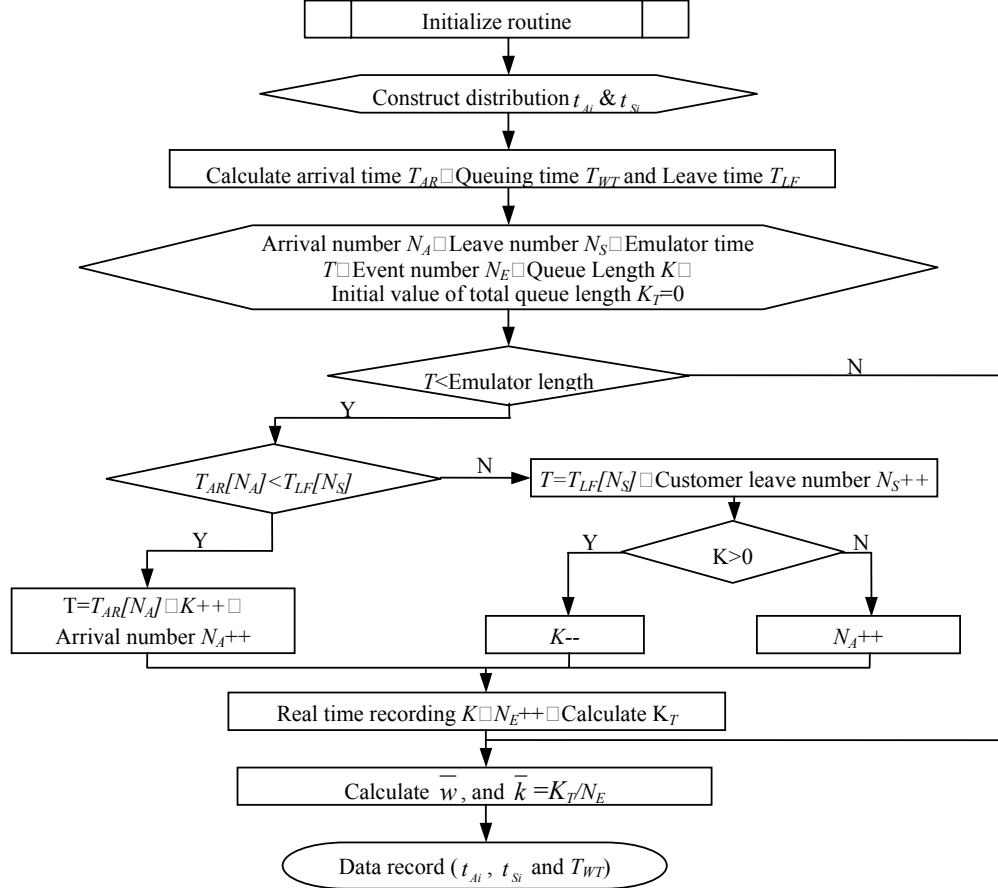 Initialize routine
Construct distribution t_Ai & t_Si
Calculate arrival time T_AR□Queuing time T_WT and Leave time T_LF
Arrival number N_A□Leave number N_S□Emulator time
T□Event number N_E□Queue Length K□
Initial value of total queue length K_T=0
T<Emulator length
N
Y
T_AR[N_A]<T_LF[N_S]
N
T=T_LF[N_S]□Customer leave number N_S++
Y
Y
K>0
N
T=T_AR[N_A]□K++□
Arrival number N_A++
K--
N_A++
Real time recording K□N_E++□Calculate K_T
Calculate w̅, and k̅=K_T/N_E
Data record (t_Ai, t_Si and T_WT)